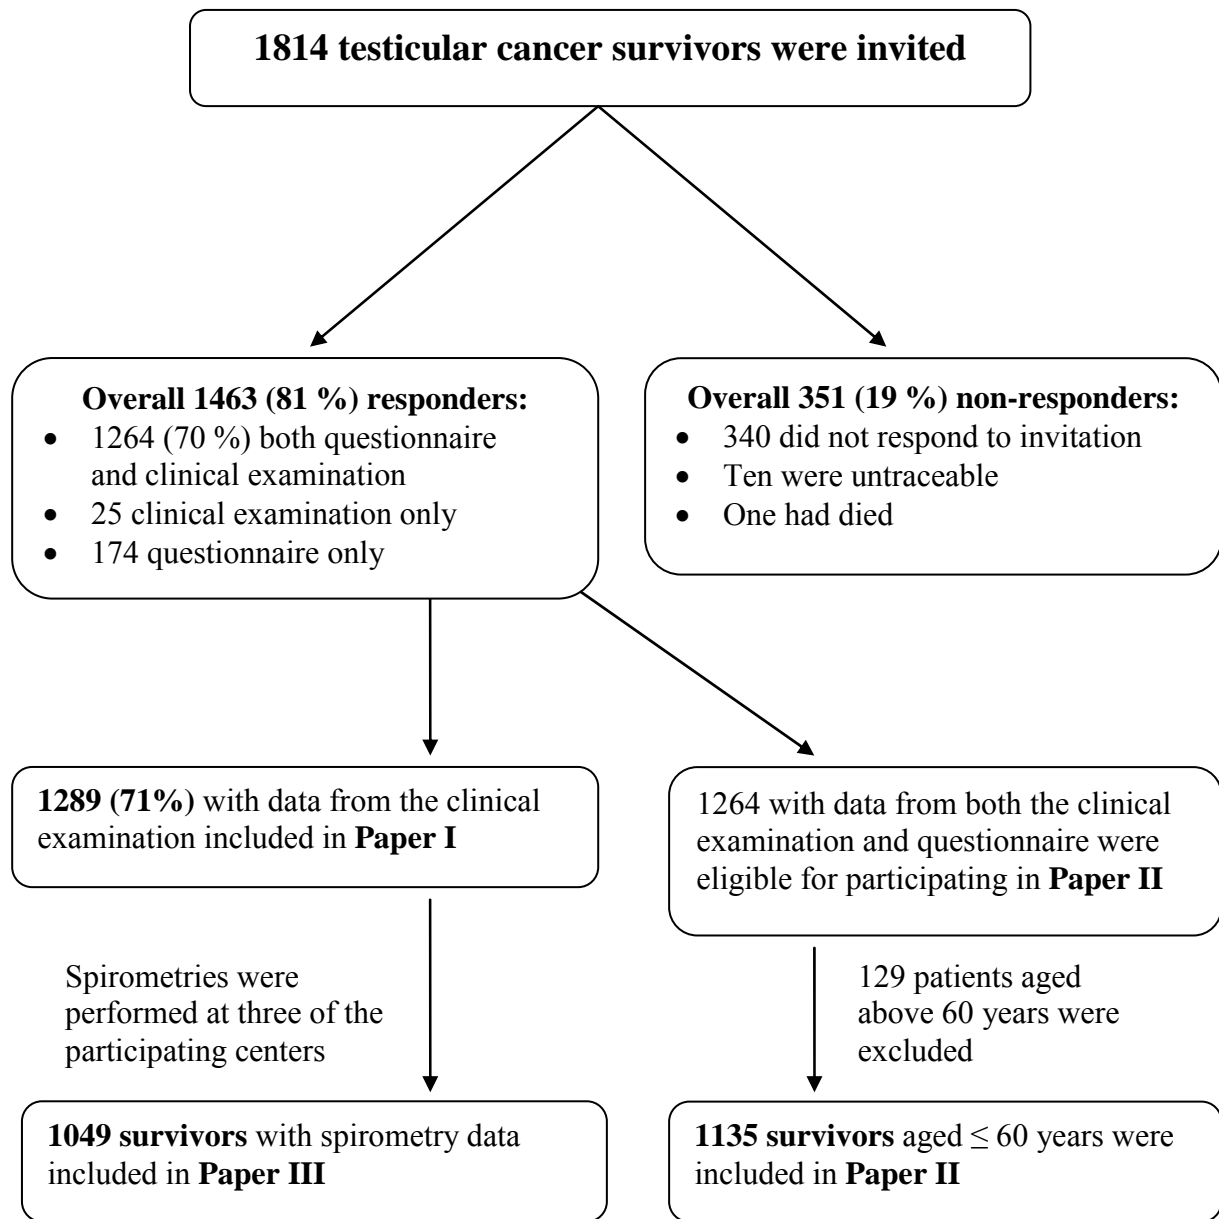 1814 testicular cancer survivors were invited
Overall 1463 (81 %) responders:
• 1264 (70 %) both questionnaire
and clinical examination
• 25 clinical examination only
• 174 questionnaire only
Overall 351 (19 %) non-responders:
• 340 did not respond to invitation
• Ten were untraceable
• One had died
1289 (71%) with data from the clinical
examination included in Paper I
1264 with data from both the clinical
examination and questionnaire were
eligible for participating in Paper II
Spirometries were
performed at three of the
participating centers
129 patients aged
above 60 years were
excluded
1049 survivors with spirometry data
included in Paper III
1135 survivors aged ≤ 60 years were
included in Paper II